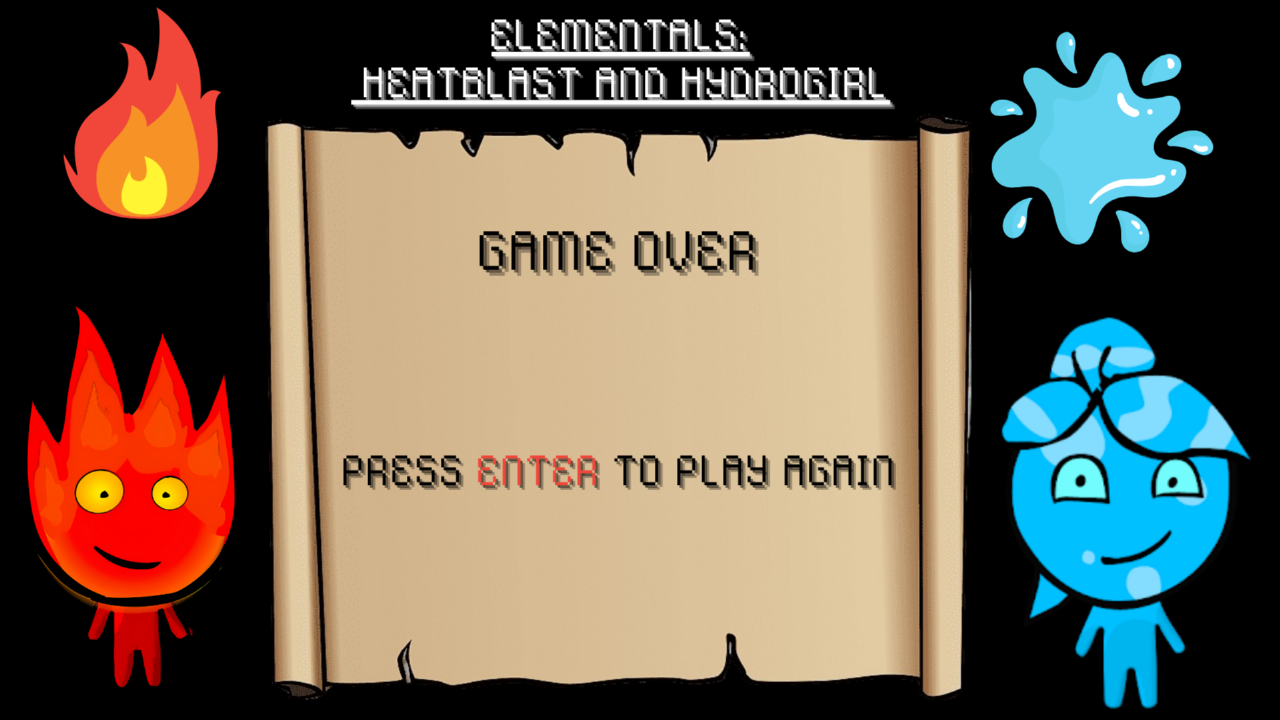 ELEMENTALS:
HEATBLAST AND HYDROGIRL
GAME OVER
PRESS ENTER TO PLAY AGAIN